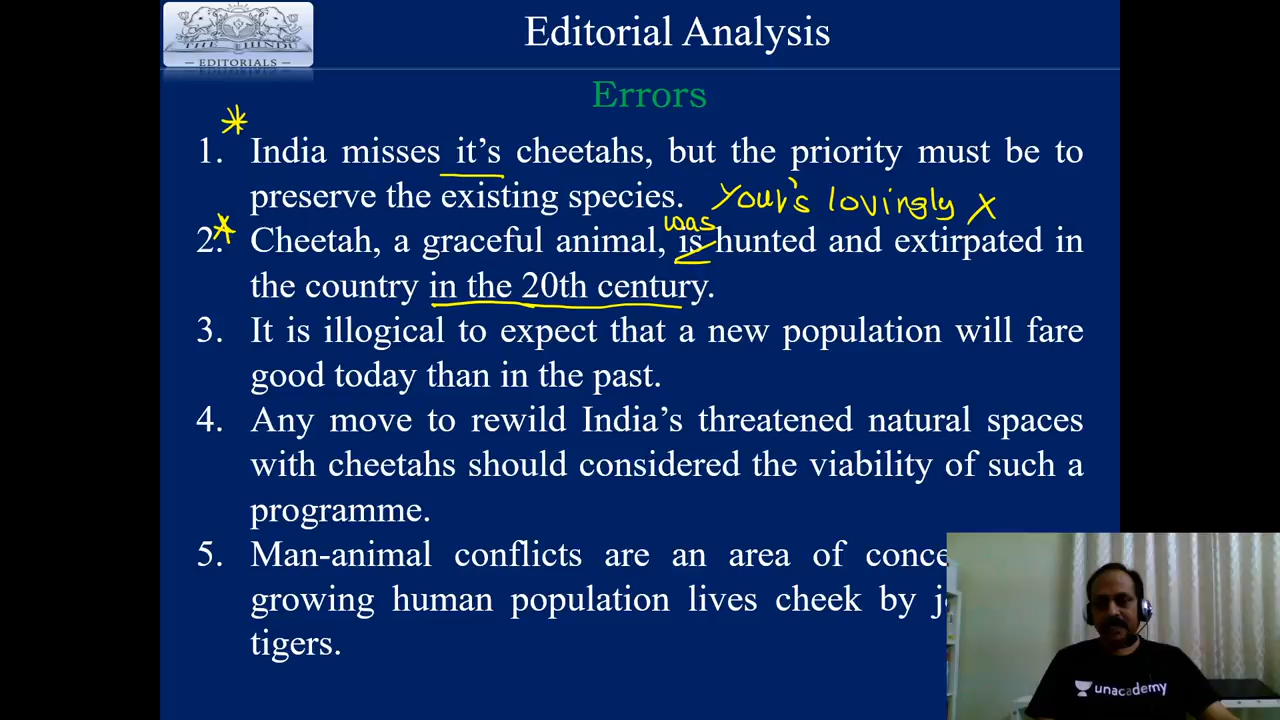 THE HINDU
— EDITORIALS —
Editorial Analysis
Errors
1. India misses it's cheetahs, but the priority must be to
preserve the existing species. Your's lovingly X
was
2. Cheetah, a graceful animal, is hunted and extirpated in
the country in the 20th century.
3. It is illogical to expect that a new population will fare
good today than in the past.
4. Any move to rewild India's threatened natural spaces
with cheetahs should considered the viability of such a
programme.
5. Man-animal conflicts are an area of
growing human population lives cheek by
tigers.
unacademy